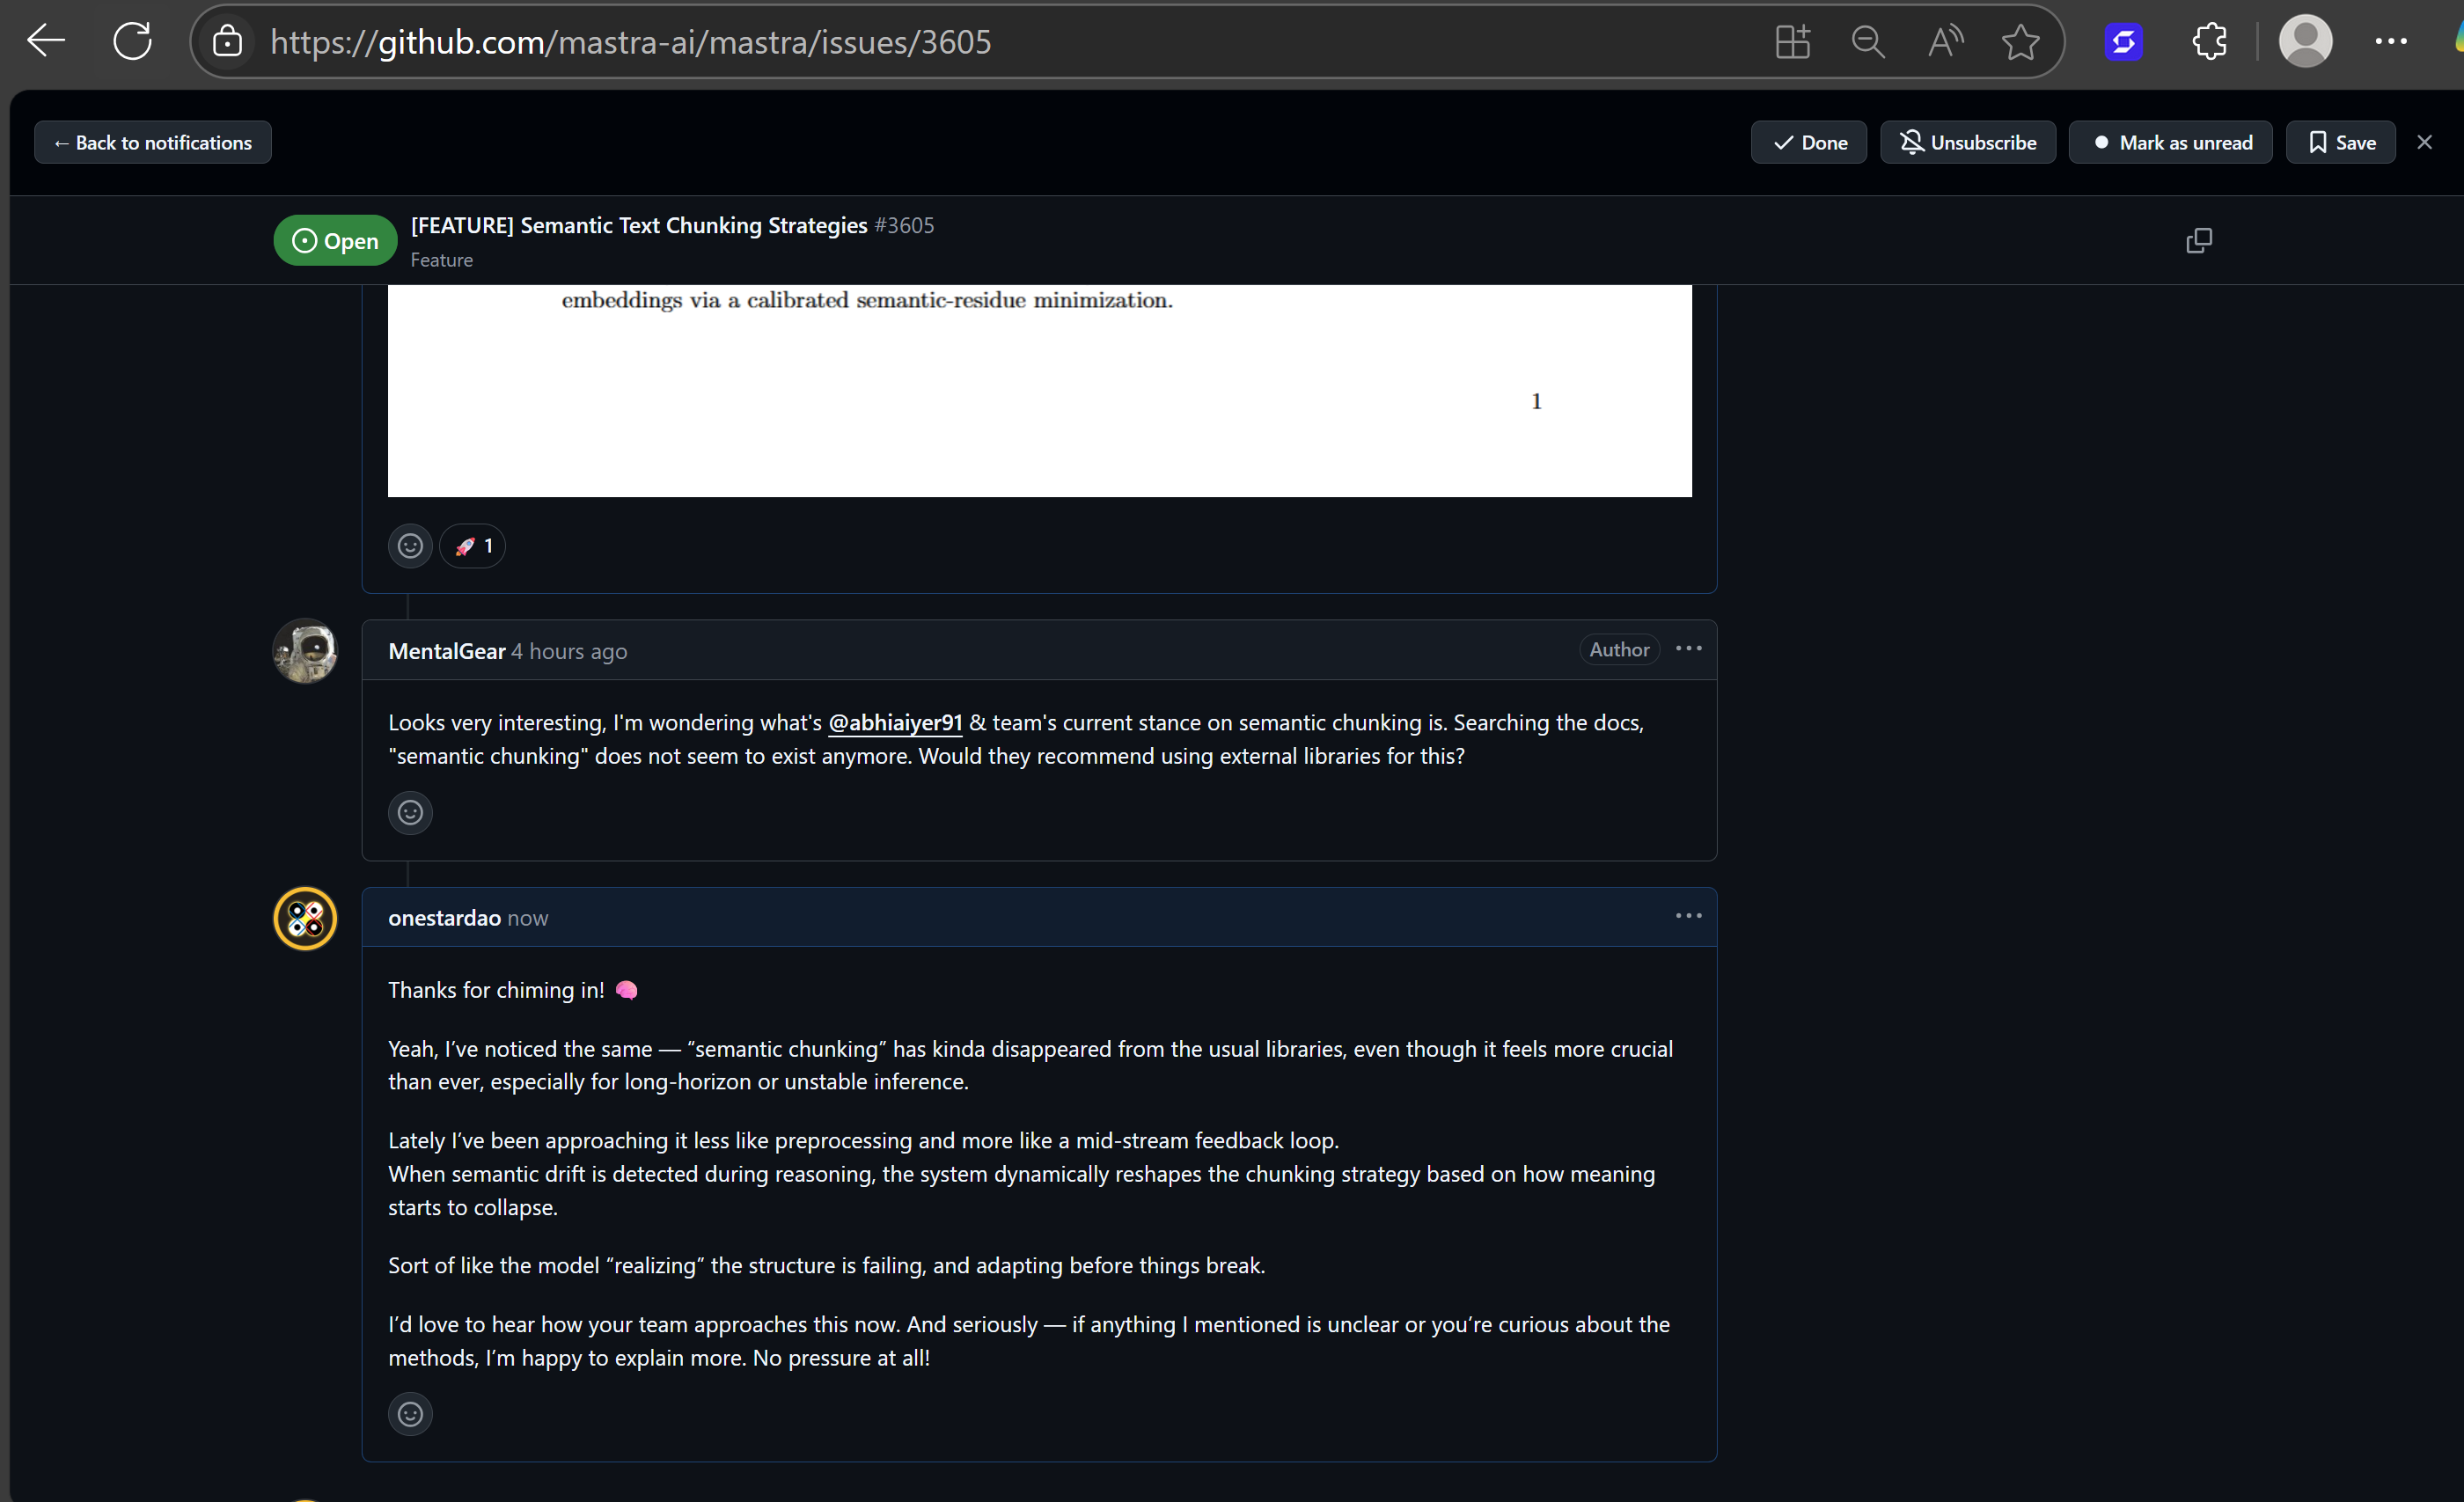 https://github.com/mastra-ai/mastra/issues/3605
← Back to notifications
Done
Unsubscribe
Mark as unread
Save
Open
[FEATURE] Semantic Text Chunking Strategies #3605
Feature
embeddings via a calibrated semantic-residue minimization.
1
🚀 1
MentalGear 4 hours ago
Author
Looks very interesting, I'm wondering what's @abhiaiyer91 & team's current stance on semantic chunking is. Searching the docs,
"semantic chunking" does not seem to exist anymore. Would they recommend using external libraries for this?
onestardao now
Thanks for chiming in! 🧠
Yeah, I’ve noticed the same — “semantic chunking” has kinda disappeared from the usual libraries, even though it feels more crucial
than ever, especially for long-horizon or unstable inference.
Lately I’ve been approaching it less like preprocessing and more like a mid-stream feedback loop.
When semantic drift is detected during reasoning, the system dynamically reshapes the chunking strategy based on how meaning
starts to collapse.
Sort of like the model “realizing” the structure is failing, and adapting before things break.
I’d love to hear how your team approaches this now. And seriously — if anything I mentioned is unclear or you’re curious about the
methods, I’m happy to explain more. No pressure at all!